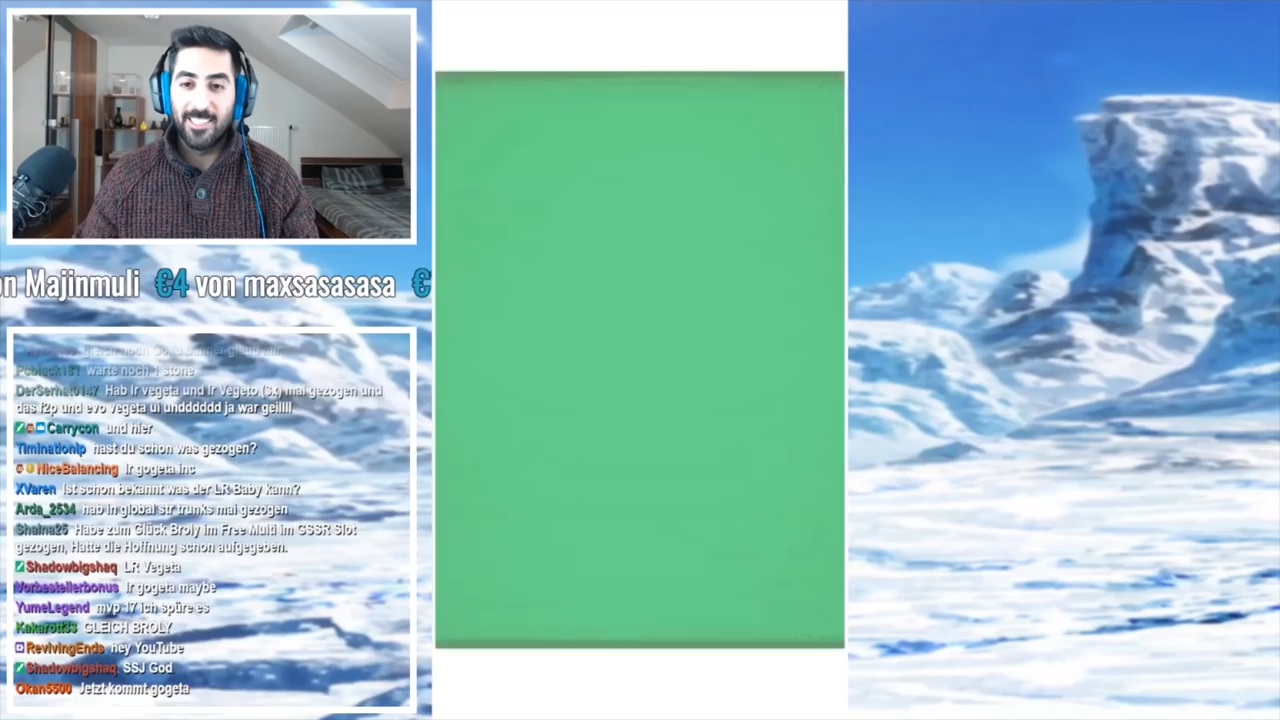 on Majinmuli €4 von maxsasasasa €
gleich noch
Pcblack181 warte noch 1 stone
DerSerhat0147 Hab lr vegeta und lr Vegeto (3x) mal gezogen und
das f2p und evo vegeta ui undddddd ja war geilllll
Carrycon und hier
Timinationlp hast du schon was gezogen?
NiceBalancing lr gogeta inc
XVaren Ist schon bekannt was der LR Baby kann?
Arda_2534 hab in global str trunks mal gezogen
Shaina25 Habe zum Glück Broly im Free Multi im GSSR Slot
gezogen, Hatte die Hoffnung schon aufgegeben.
Shadowbigshaq LR Vegeta
Vorbestellerbonus lr gogeta maybe
YumeLegend mvp 17 ich spüre es
Kakarott33 GLEICH BROLY
RevivingEnds hey YouTube
Shadowbigshaq SSJ God
Okan5500 Jetzt kommt gogeta